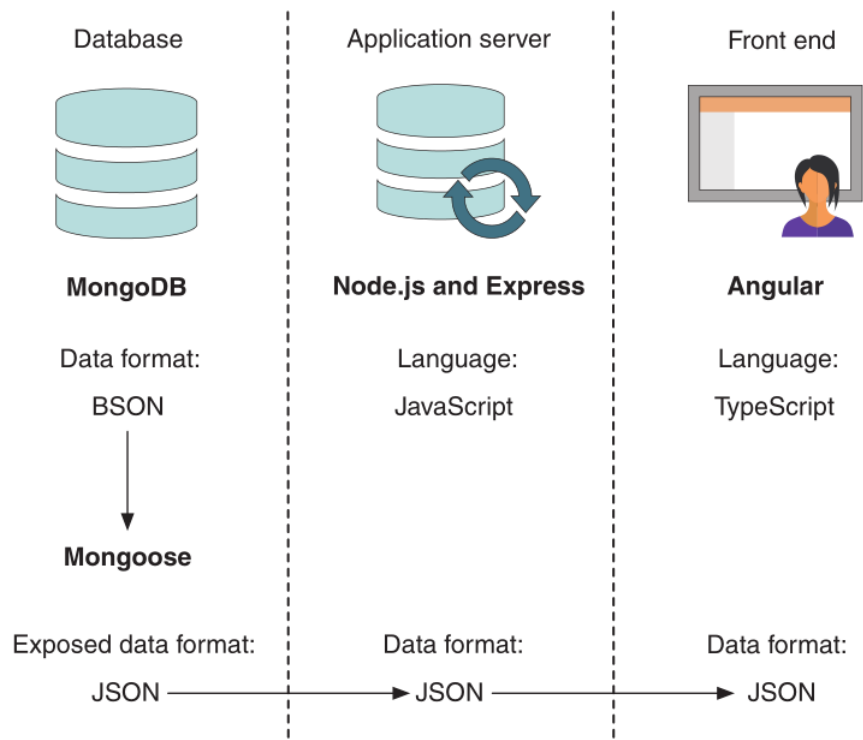 Database
Application server
Front end
MongoDB
Node.js and Express
Angular
Data format:
Language:
Language:
BSON
JavaScript
TypeScript
Mongoose
Exposed data format:
Data format:
Data format:
JSON
JSON
JSON